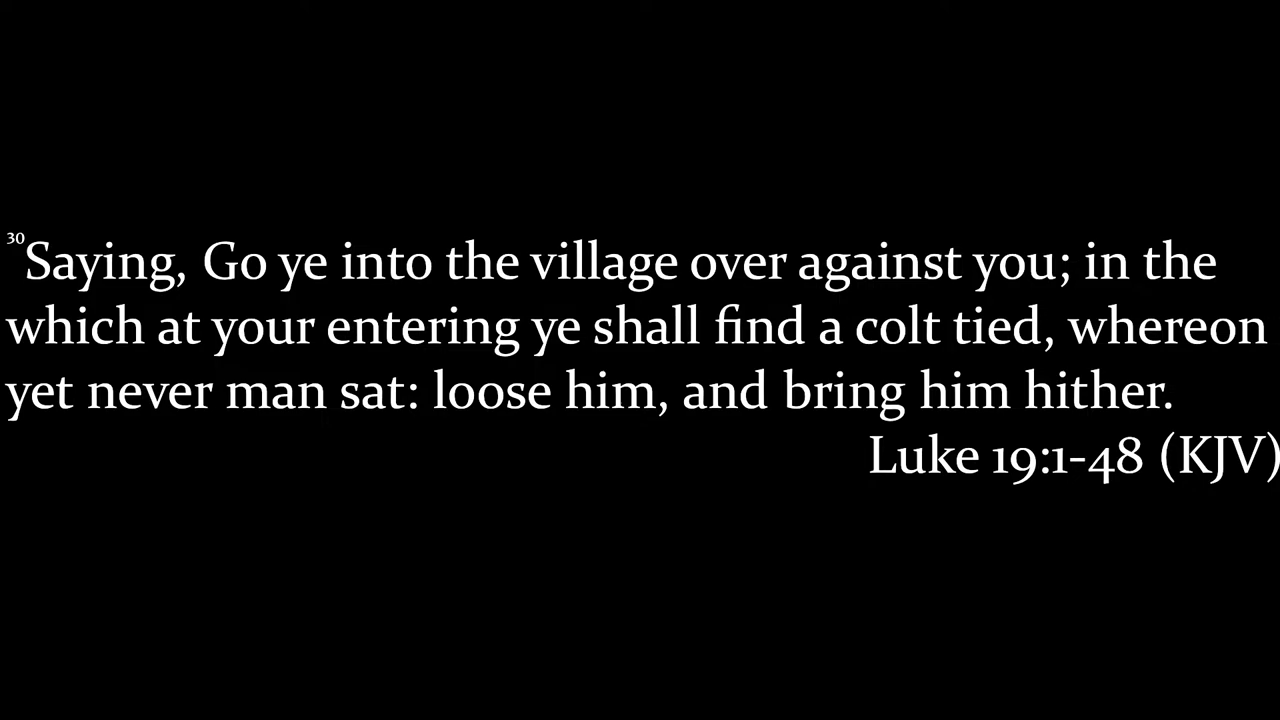 30Saying, Go ye into the village over against you; in the
which at your entering ye shall find a colt tied, whereon
yet never man sat: loose him, and bring him hither.
Luke 19:1-48 (KJV)